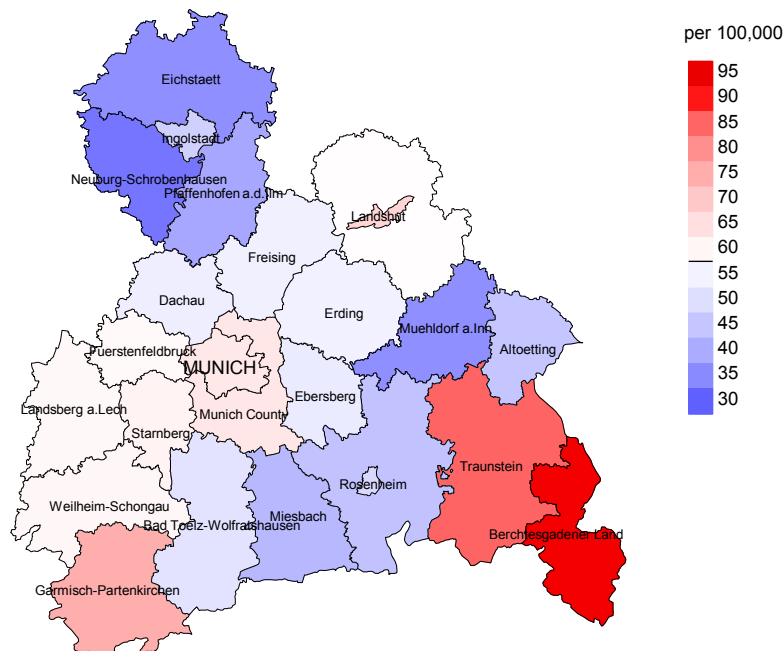 per 100,000
95
90
85
80
75
70
65
60
55
50
45
40
35
30
Eichstaett
Ingolstadt
Neuburg-Schrobenhausen
Pfaffenhofen a.d.Ilm
Landshut
Freising
Dachau
Erding
Muehldorf a.Inn
Altoetting
Fuerstenfeldbruck
MUNICH
Ebersberg
Landsberg a.Lech
Munich County
Starnberg
Traunstein
Rosenheim
Weilheim-Schongau
Miesbach
Bad Toelz-Wolfratshausen
Berchtesgadener Land
Garmisch-Partenkirchen